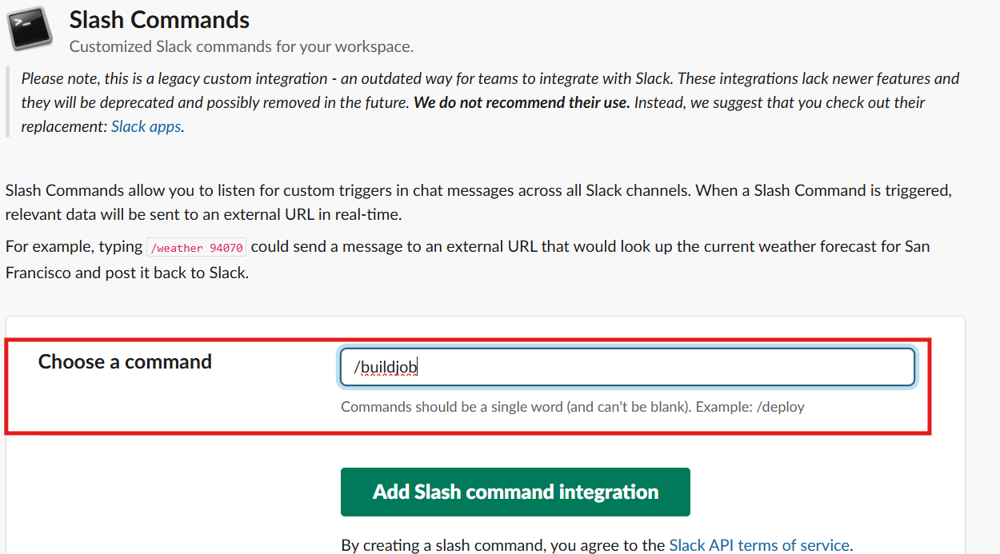 >_
Slash Commands
Customized Slack commands for your workspace.
Please note, this is a legacy custom integration - an outdated way for teams to integrate with Slack. These integrations lack newer features and
they will be deprecated and possibly removed in the future. We do not recommend their use. Instead, we suggest that you check out their
replacement: Slack apps.
Slash Commands allow you to listen for custom triggers in chat messages across all Slack channels. When a Slash Command is triggered,
relevant data will be sent to an external URL in real-time.
For example, typing /weather 94070 could send a message to an external URL that would look up the current weather forecast for San
Francisco and post it back to Slack.
Choose a command
/buildjob
Commands should be a single word (and can’t be blank). Example: /deploy
Add Slash command integration
By creating a slash command, you agree to the Slack API terms of service.